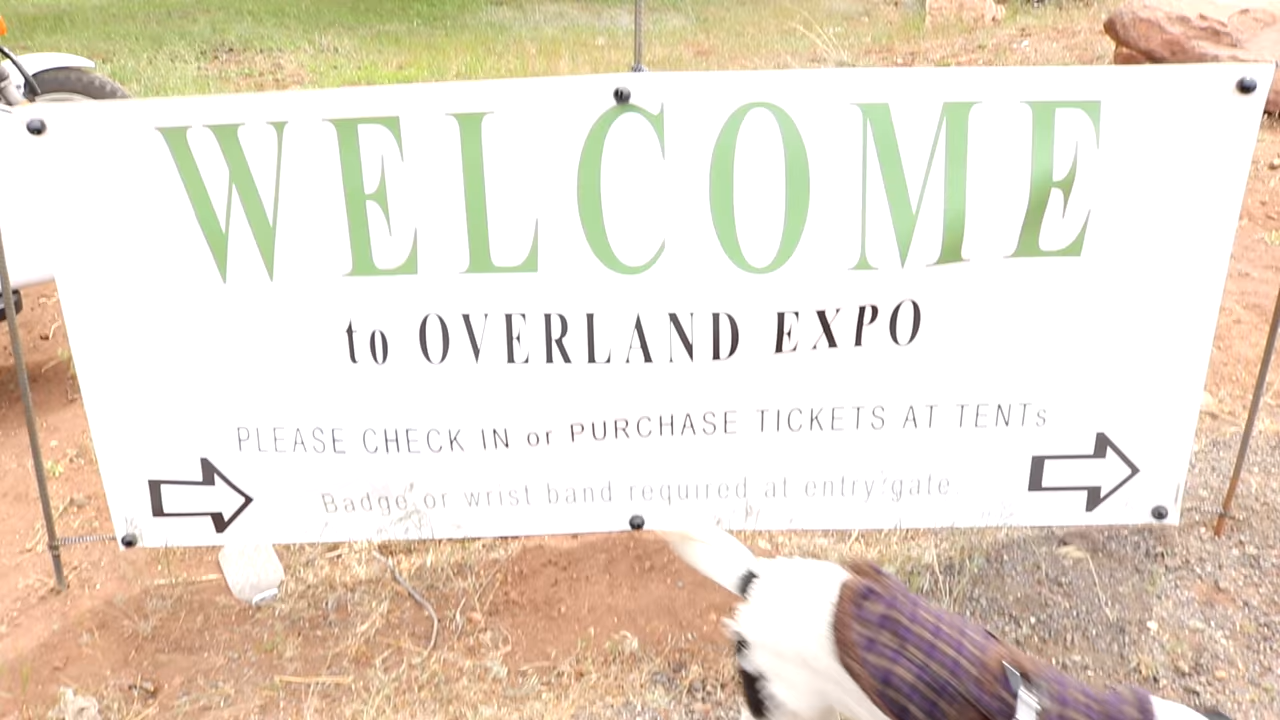 WELCOME
to OVERLAND EXPO
PLEASE CHECK IN or PURCHASE TICKETS AT TENTs
Badge or wrist band required at entry/gate